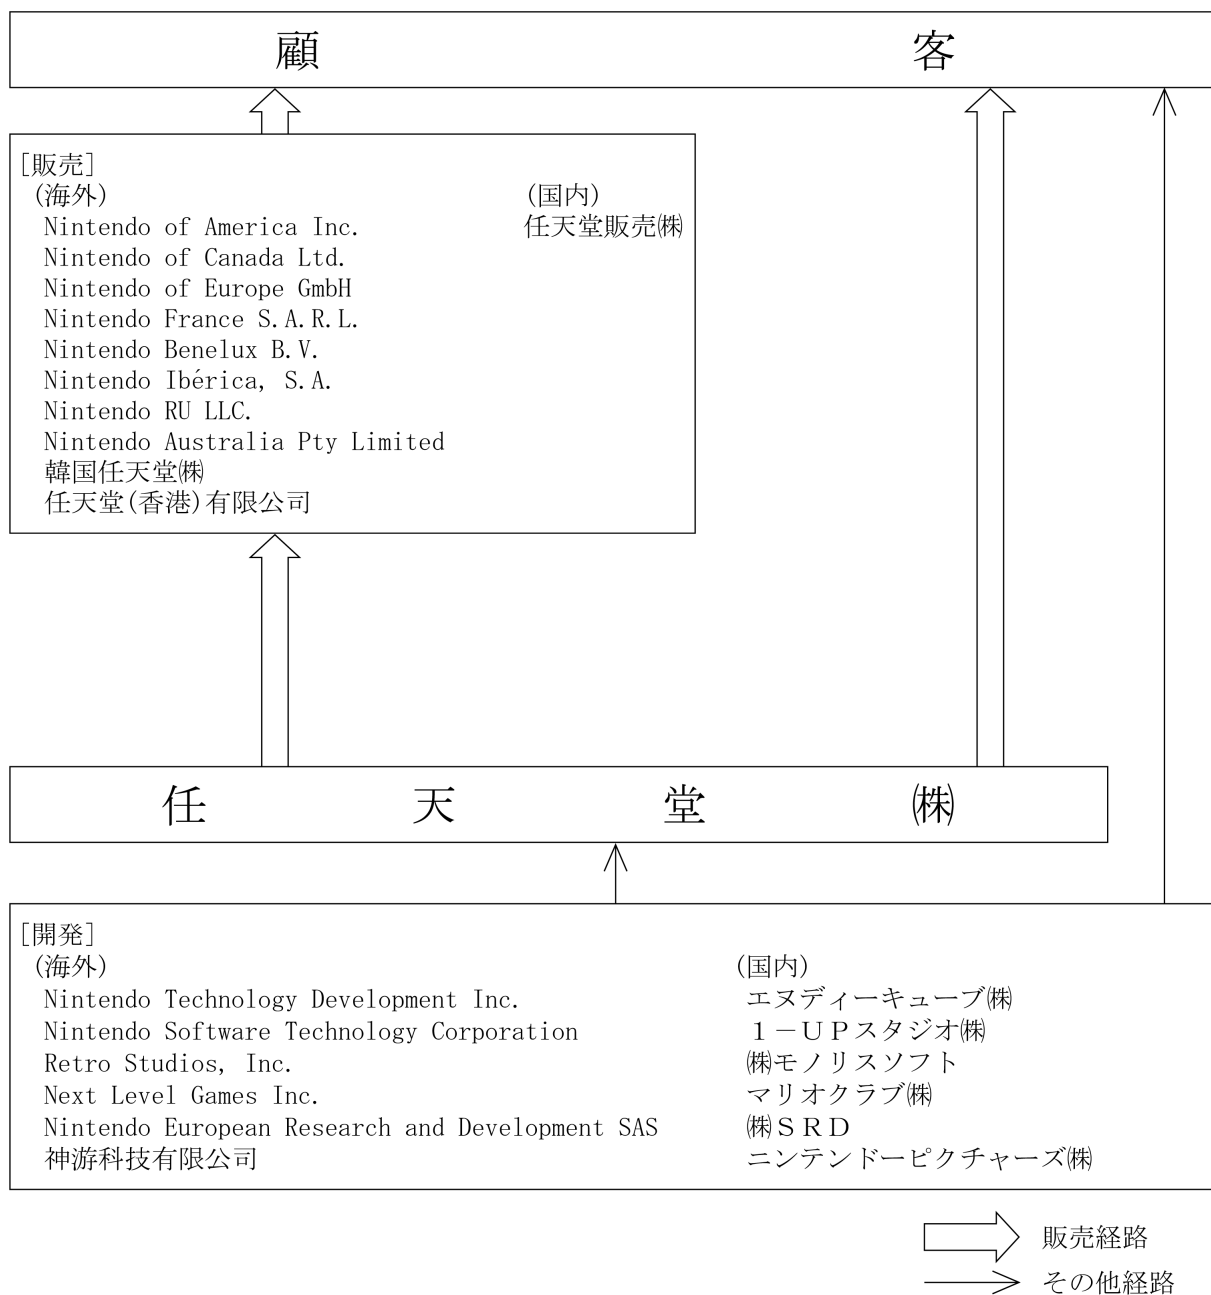 顧客
[販売]
(海外)
Nintendo of America Inc.
Nintendo of Canada Ltd.
Nintendo of Europe GmbH
Nintendo France S.A.R.L.
Nintendo Benelux B.V.
Nintendo Ibérica, S.A.
Nintendo RU LLC.
Nintendo Australia Pty Limited
韓国任天堂㈱
任天堂(香港)有限公司
(国内)
任天堂販売㈱
任天堂㈱
[開発]
(海外)
Nintendo Technology Development Inc.
Nintendo Software Technology Corporation
Retro Studios, Inc.
Next Level Games Inc.
Nintendo European Research and Development SAS
神游科技有限公司
(国内)
エヌディーキューブ㈱
１－ＵＰスタジオ㈱
㈱モノリスソフト
マリオクラブ㈱
㈱ＳＲＤ
ニンテンドーピクチャーズ㈱
販売経路
その他経路